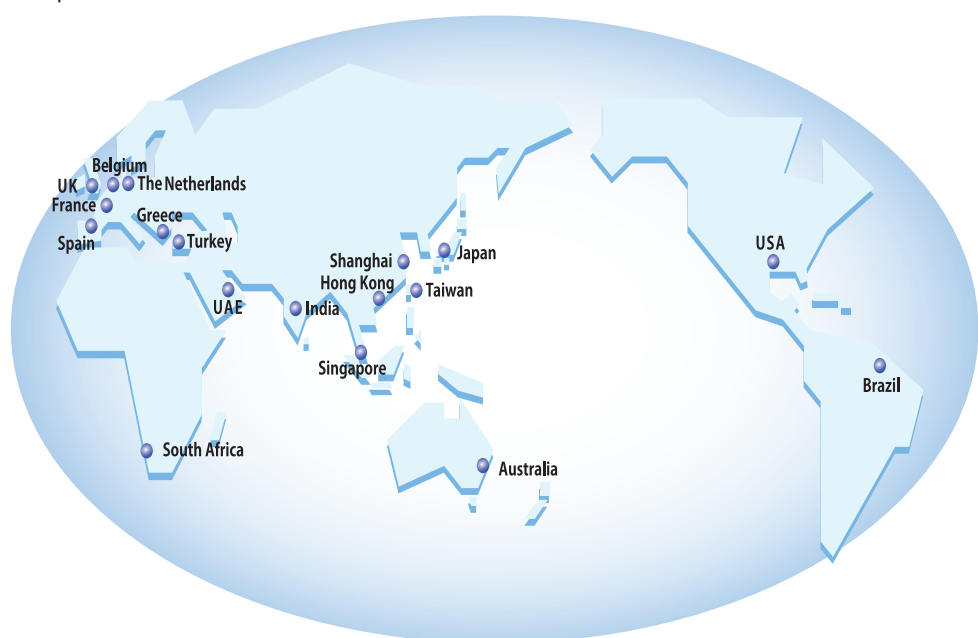 Belgium
UK
The Netherlands
France
Greece
Spain
Turkey
Shanghai
Japan
USA
Hong Kong
Taiwan
UAE
India
Singapore
Brazil
South Africa
Australia